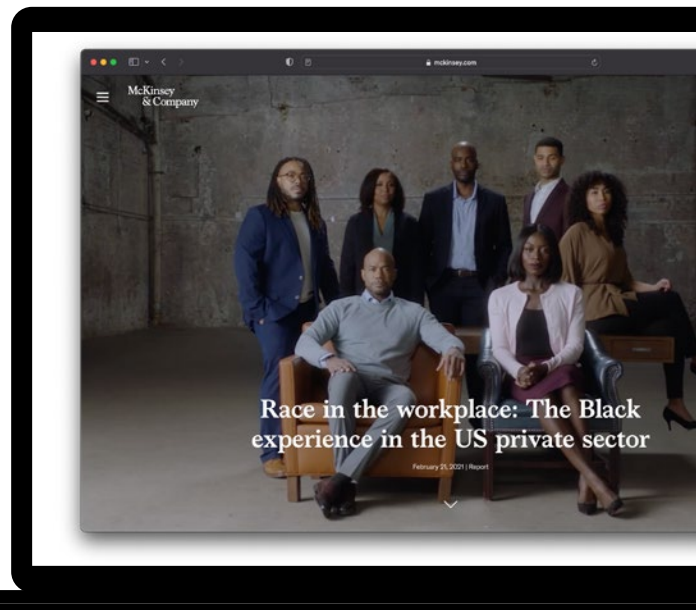 mckinsey.com
McKinsey
& Company
Race in the workplace: The Black
experience in the US private sector
February 21, 2021 | Report